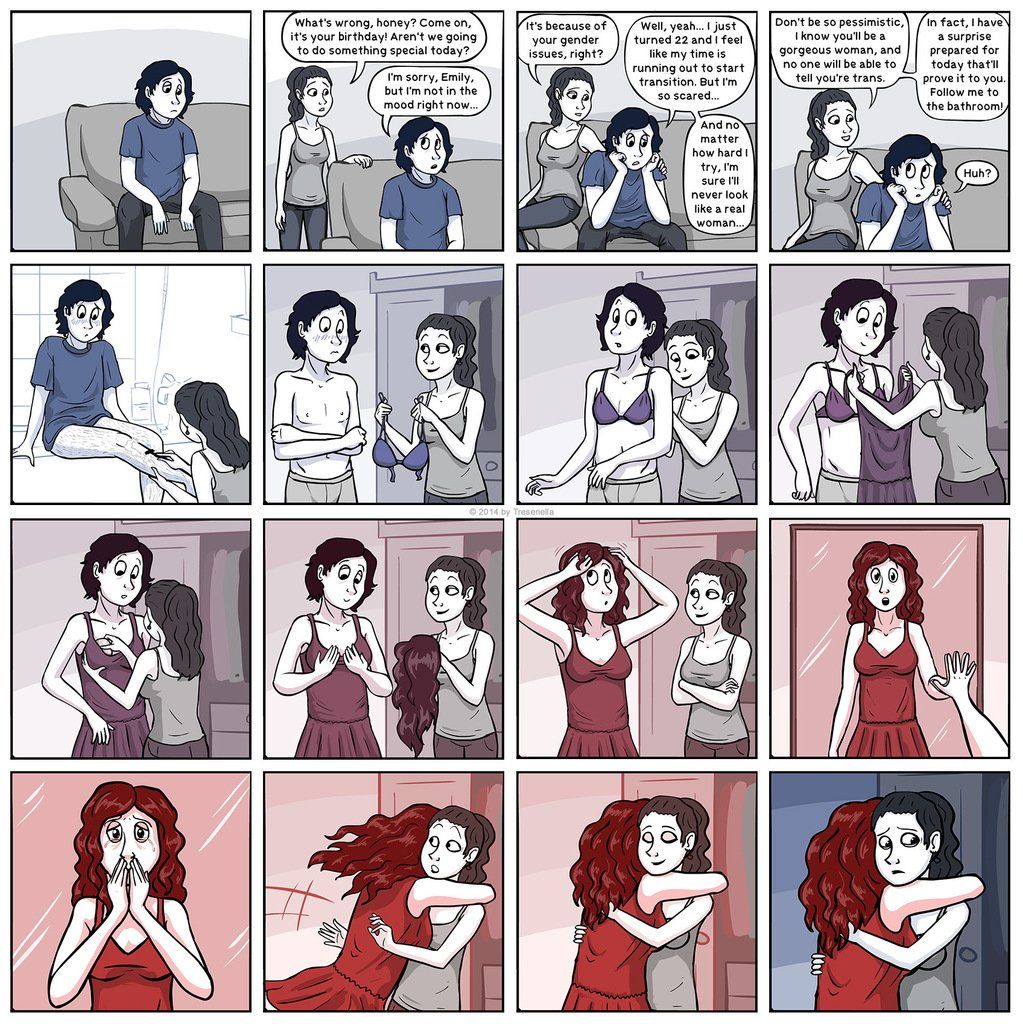 What's wrong, honey? Come on,
it's your birthday! Aren't we going
to do something special today?
I'm sorry, Emily,
but I'm not in the
mood right now...
It's because of
your gender
issues, right?
Well, yeah... I just
turned 22 and I feel
like my time is
running out to start
transition. But I'm
so scared...
And no
matter
how hard I
try, I'm
sure I'll
never look
like a real
woman...
Don't be so pessimistic,
I know you'll be a
gorgeous woman, and
no one will be able to
tell you're trans.
In fact, I have
a surprise
prepared for
today that'll
prove it to you.
Follow me to
the bathroom!
Huh?
© 2014 by Tresenella